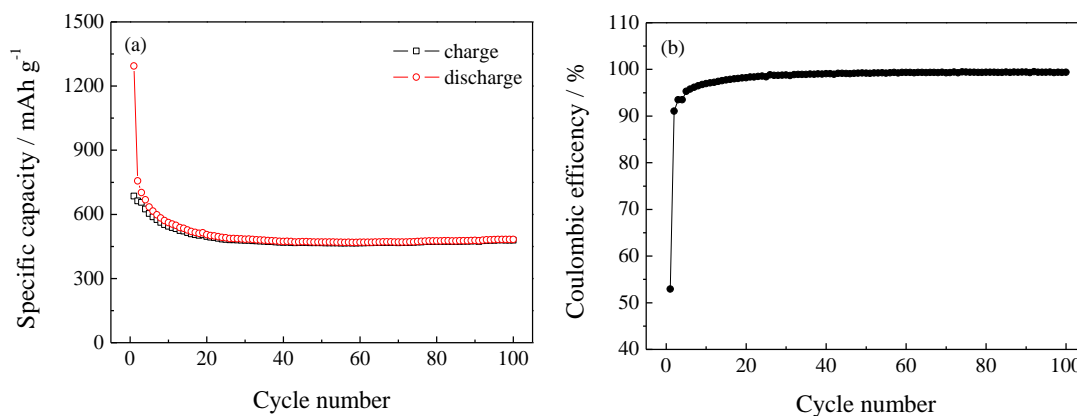 (a)
charge
discharge
1500
1200
900
600
300
0
0 20 40 60 80 100
Specific capacity / mAh g⁻¹
Cycle number
(b)
110
100
90
80
70
60
50
40
0 20 40 60 80 100
Coulombic efficency / %
Cycle number